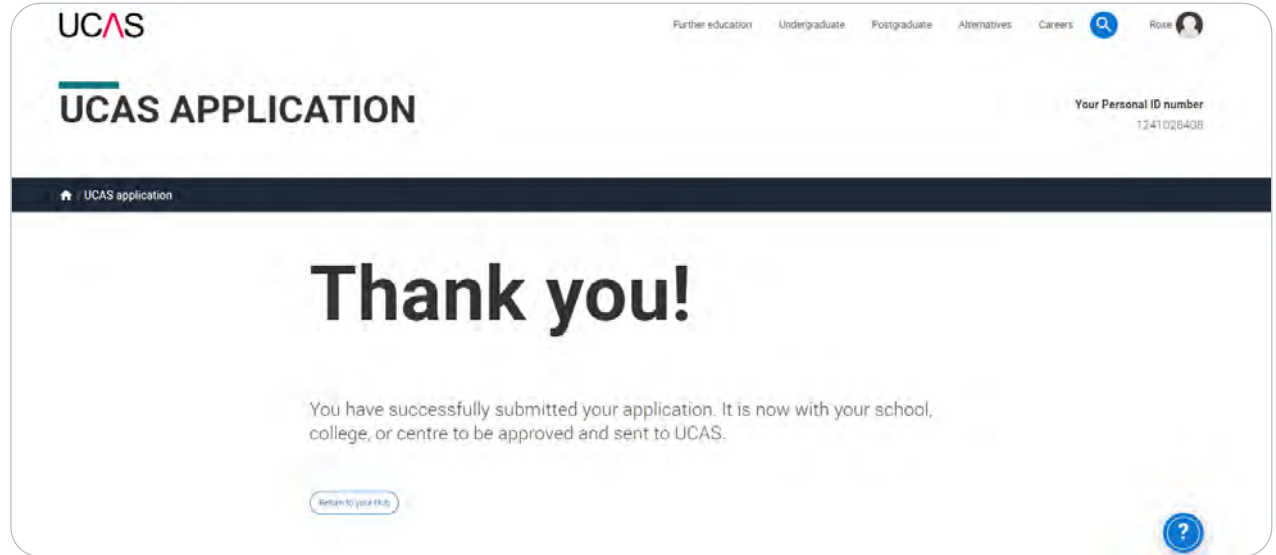 UCAS
Further education Undergraduate Postgraduate Alternatives Careers Rose
UCAS APPLICATION
Your Personal ID number
1241028408
/ UCAS application
Thank you!
You have successfully submitted your application. It is now with your school,
college, or centre to be approved and sent to UCAS.
Return to your Hub
?